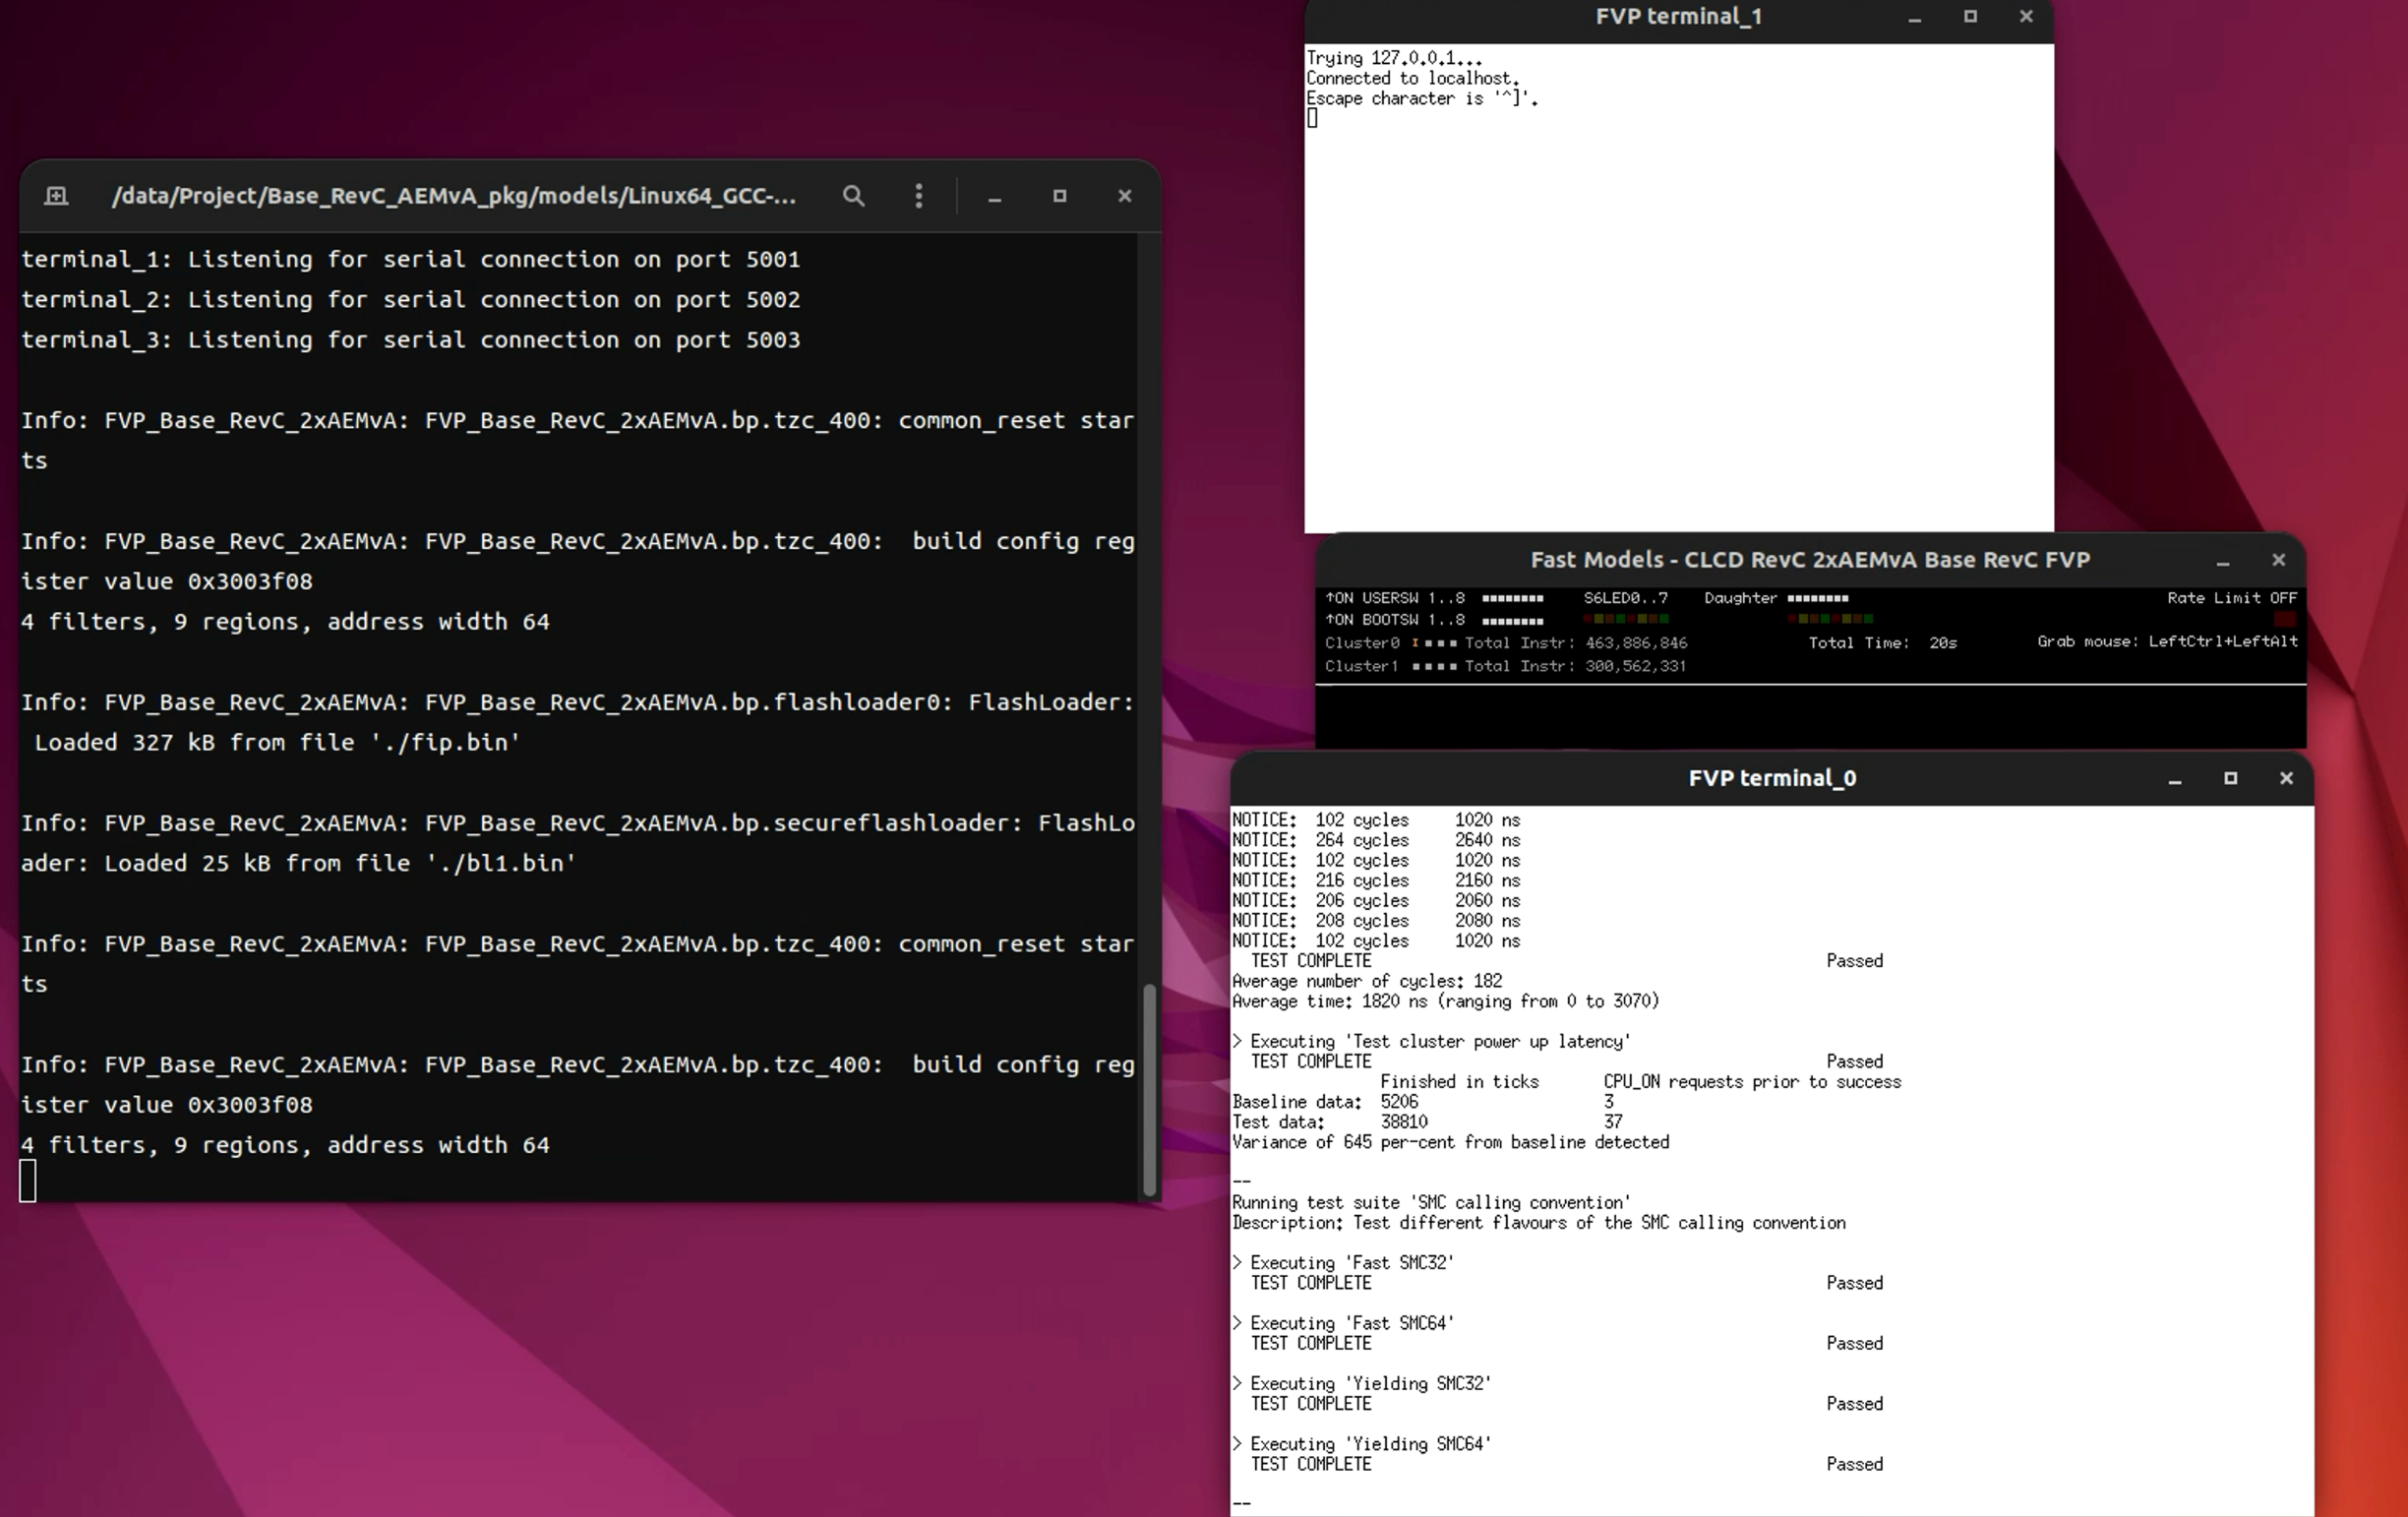 /data/Project/Base_RevC_AEMvA_pkg/models/Linux64_GCC-...
terminal_1: Listening for serial connection on port 5001
terminal_2: Listening for serial connection on port 5002
terminal_3: Listening for serial connection on port 5003
Info: FVP_Base_RevC_2xAEMvA: FVP_Base_RevC_2xAEMvA.bp.tzc_400: common_reset star
ts
Info: FVP_Base_RevC_2xAEMvA: FVP_Base_RevC_2xAEMvA.bp.tzc_400:  build config reg
ister value 0x3003f08
4 filters, 9 regions, address width 64
Info: FVP_Base_RevC_2xAEMvA: FVP_Base_RevC_2xAEMvA.bp.flashloader0: FlashLoader:
 Loaded 327 kB from file './fip.bin'
Info: FVP_Base_RevC_2xAEMvA: FVP_Base_RevC_2xAEMvA.bp.secureflashloader: FlashLo
ader: Loaded 25 kB from file './bl1.bin'
Info: FVP_Base_RevC_2xAEMvA: FVP_Base_RevC_2xAEMvA.bp.tzc_400: common_reset star
ts
Info: FVP_Base_RevC_2xAEMvA: FVP_Base_RevC_2xAEMvA.bp.tzc_400:  build config reg
ister value 0x3003f08
4 filters, 9 regions, address width 64
FVP terminal_1
Trying 127.0.0.1...
Connected to localhost.
Escape character is '^]'.
Fast Models - CLCD RevC 2xAEMvA Base RevC FVP
↑ON USERSW 1..8 S6LED0..7 Daughter Rate Limit OFF
↑ON BOOTSW 1..8
Cluster0 I Total Instr: 463,886,846 Total Time: 20s Grab mouse: LeftCtrl+LeftAlt
Cluster1 Total Instr: 300,562,331
FVP terminal_0
NOTICE:  102 cycles     1020 ns
NOTICE:  264 cycles     2640 ns
NOTICE:  102 cycles     1020 ns
NOTICE:  216 cycles     2160 ns
NOTICE:  206 cycles     2060 ns
NOTICE:  208 cycles     2080 ns
NOTICE:  102 cycles     1020 ns
  TEST COMPLETE                                                 Passed
Average number of cycles: 182
Average time: 1820 ns (ranging from 0 to 3070)
> Executing 'Test cluster power up latency'
  TEST COMPLETE                                                 Passed
                Finished in ticks       CPU_ON requests prior to success
Baseline data:  5206                    3
Test data:      38810                   37
Variance of 645 per-cent from baseline detected
--
Running test suite 'SMC calling convention'
Description: Test different flavours of the SMC calling convention
> Executing 'Fast SMC32'
  TEST COMPLETE                                                 Passed
> Executing 'Fast SMC64'
  TEST COMPLETE                                                 Passed
> Executing 'Yielding SMC32'
  TEST COMPLETE                                                 Passed
> Executing 'Yielding SMC64'
  TEST COMPLETE                                                 Passed
--